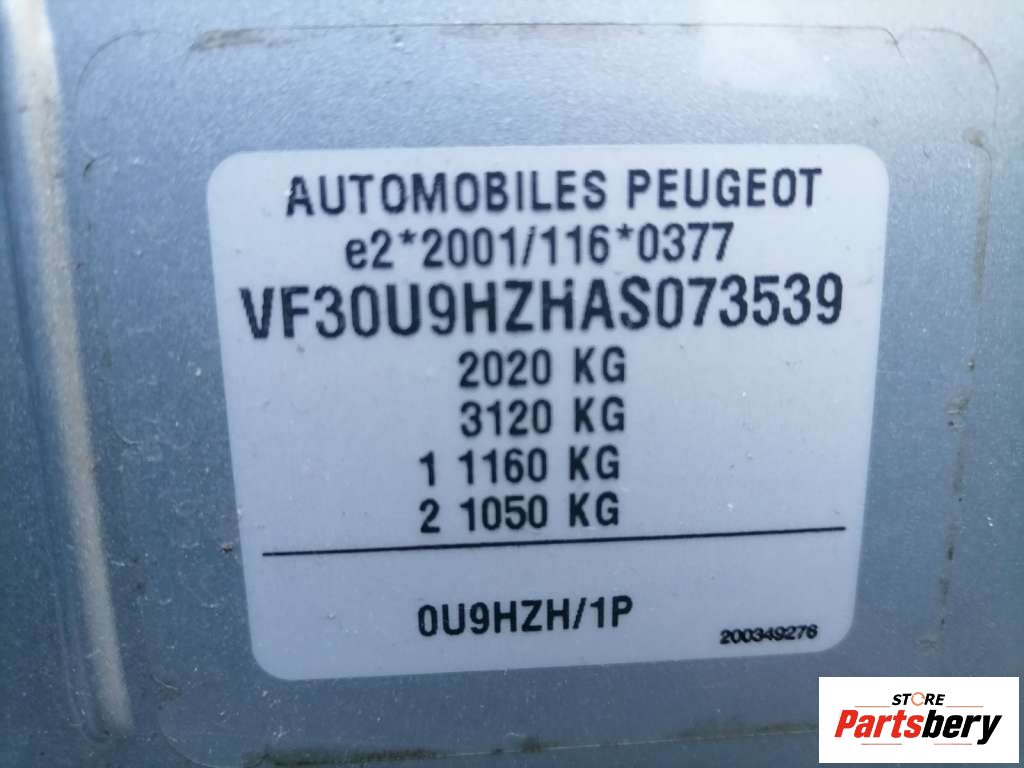 AUTOMOBILES PEUGEOT
e2*2001/116*0377
VF30U9HZHAS073539
2020 KG
3120 KG
1 1160 KG
2 1050 KG
0U9HZH/1P
200349276
STORE
Partsbery